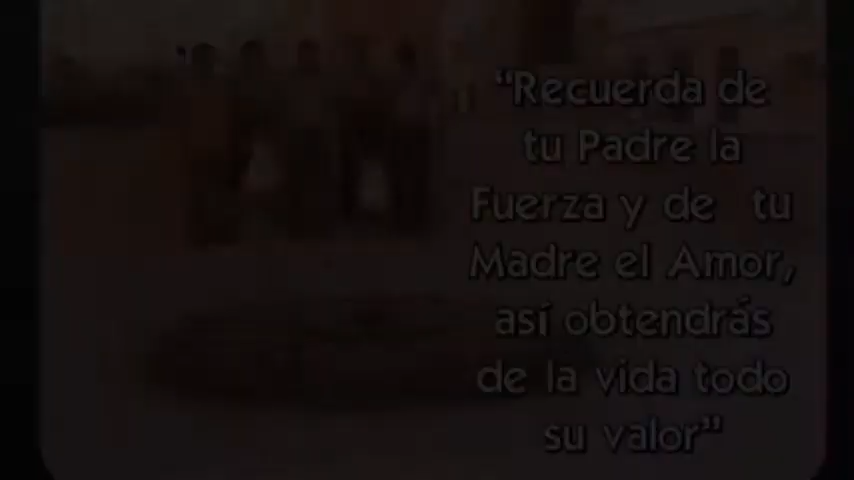 “Recuerda de
tu Padre la
Fuerza y de tu
Madre el Amor,
así obtendrás
de la vida todo
su valor”